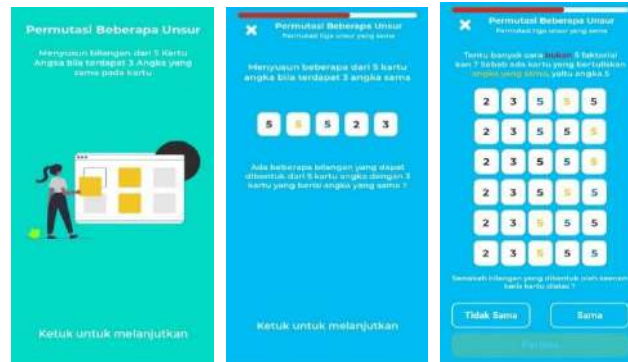 Permutasi Beberapa Unsur
Menyusun bilangan dari 5 Kartu
Angsa bila terdapat 3 Angka yang
sama pada kartu
Ketuk untuk melanjutkan
Permutasi Beberapa Unsur
Permutasi tiga unsur yang sama
Menyusun beberapa dari 5 kartu
angka bila terdapat 3 angka sama
5 5 5 2 3
Ada beberapa bilangan yang dapat
dibentuk dari 5 kartu angka dengan 3
kartu yang berisi angka yang sama ?
Ketuk untuk melanjutkan
Permutasi Beberapa Unsur
Permutasi tiga unsur yang sama
Tentu banyak cara bukan 5 faktorial
kan ? Sebab ada kartu yang bertuliskan
angka yang sama, yaitu angka 5
2 3 5 5 5
2 3 5 5 5
2 3 5 5 5
2 3 5 5 5
2 3 5 5 5
2 3 5 5 5
Samakah bilangan yang dibentuk oleh keenam
baris kartu diatas ?
Tidak Sama
Sama
Periksa